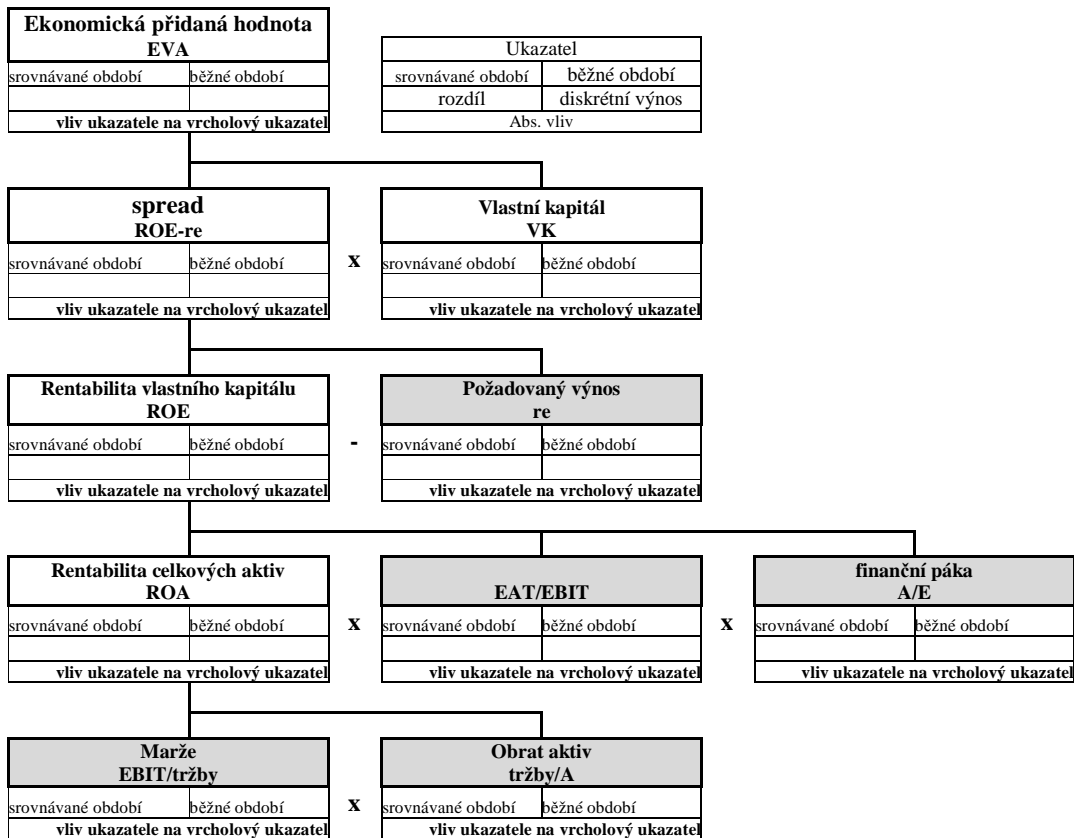 Ekonomická přidaná hodnota
EVA
srovnávané období běžné období
vliv ukazatele na vrcholový ukazatel
Ukazatel
srovnávané období běžné období
rozdíl diskrétní výnos
Abs. vliv
spread
ROE-re
srovnávané období běžné období
vliv ukazatele na vrcholový ukazatel
x
Vlastní kapitál
VK
srovnávané období běžné období
vliv ukazatele na vrcholový ukazatel
Rentabilita vlastního kapitálu
ROE
srovnávané období běžné období
vliv ukazatele na vrcholový ukazatel
-
Požadovaný výnos
re
srovnávané období běžné období
vliv ukazatele na vrcholový ukazatel
Rentabilita celkových aktiv
ROA
srovnávané období běžné období
vliv ukazatele na vrcholový ukazatel
x
EAT/EBIT
srovnávané období běžné období
vliv ukazatele na vrcholový ukazatel
x
finanční páka
A/E
srovnávané období běžné období
vliv ukazatele na vrcholový ukazatel
Marže
EBIT/tržby
srovnávané období běžné období
vliv ukazatele na vrcholový ukazatel
x
Obrat aktiv
tržby/A
srovnávané období běžné období
vliv ukazatele na vrcholový ukazatel